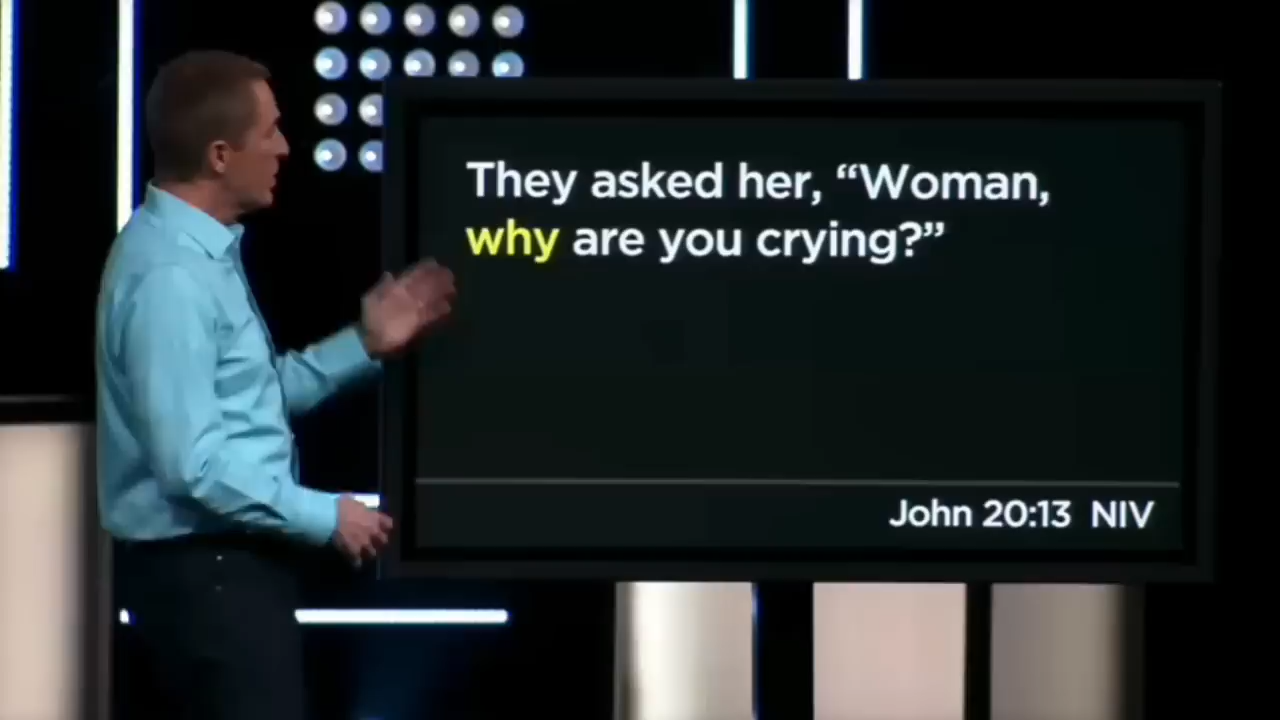 They asked her, “Woman,
why are you crying?”
John 20:13 NIV